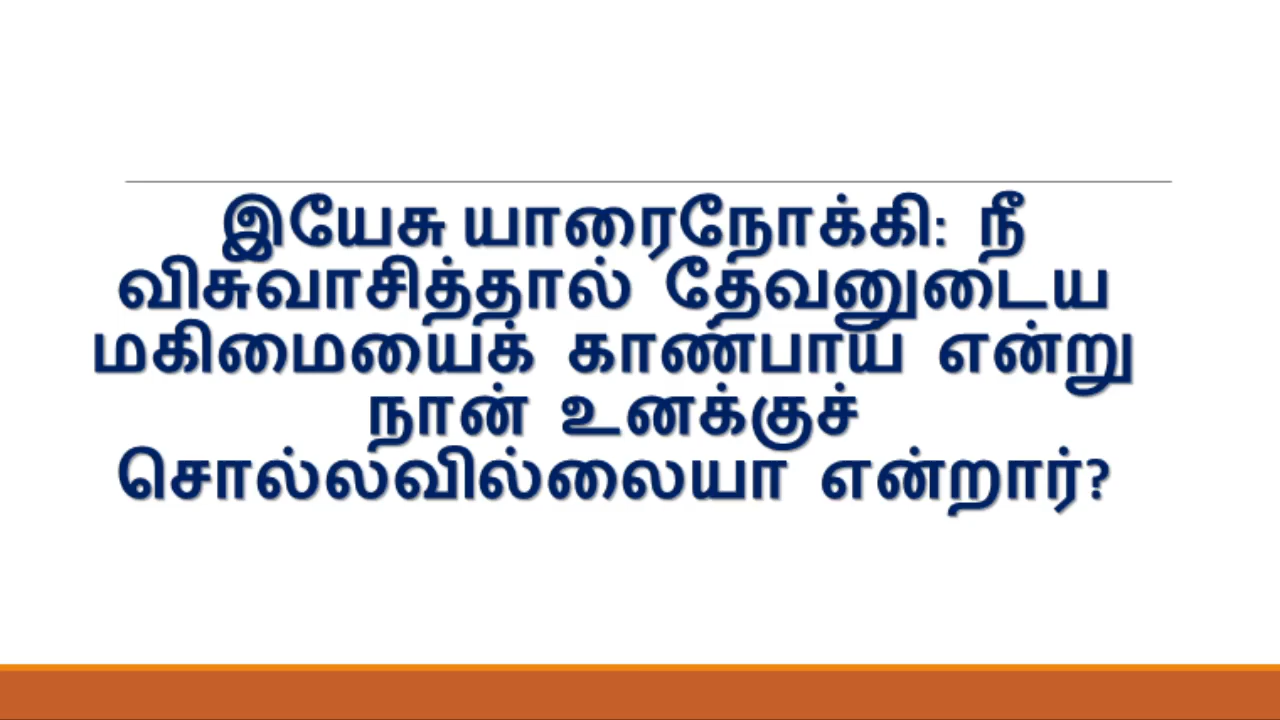 இயேசு யாரைநோக்கி: நீ
விசுவாசித்தால் தேவனுடைய
மகிமையைக் காண்பாய் என்று
நான் உனக்குச்
சொல்லவில்லையா என்றார்?